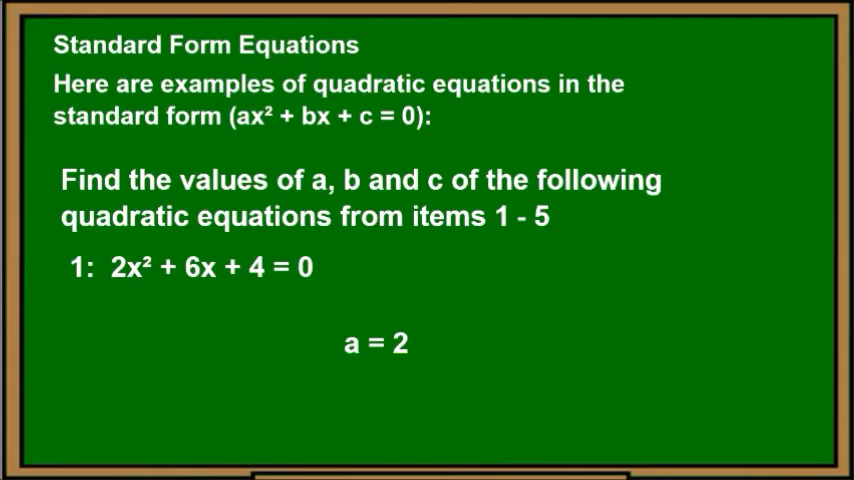 Standard Form Equations
Here are examples of quadratic equations in the
standard form (ax² + bx + c = 0):
Find the values of a, b and c of the following
quadratic equations from items 1 - 5
1: 2x² + 6x + 4 = 0
a = 2